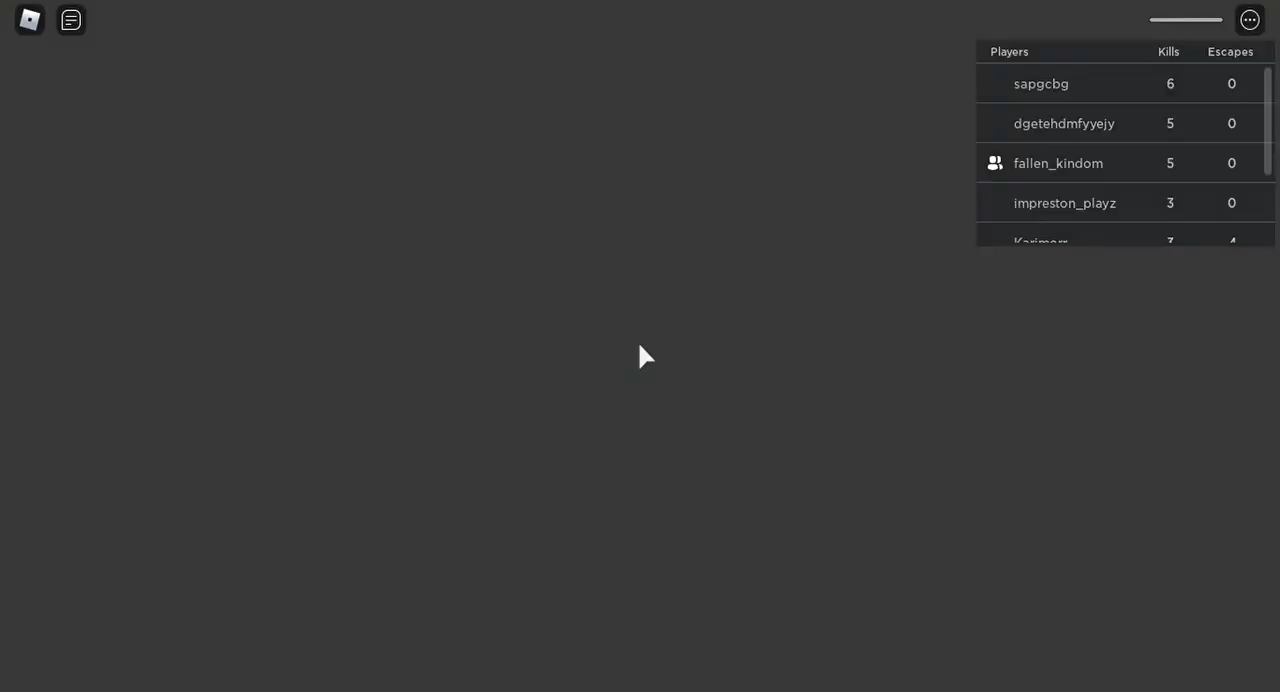 Players Kills Escapes
sapgcbg 6 0
dgetehdmfyyejy 5 0
fallen_kindom 5 0
impreston_playz 3 0